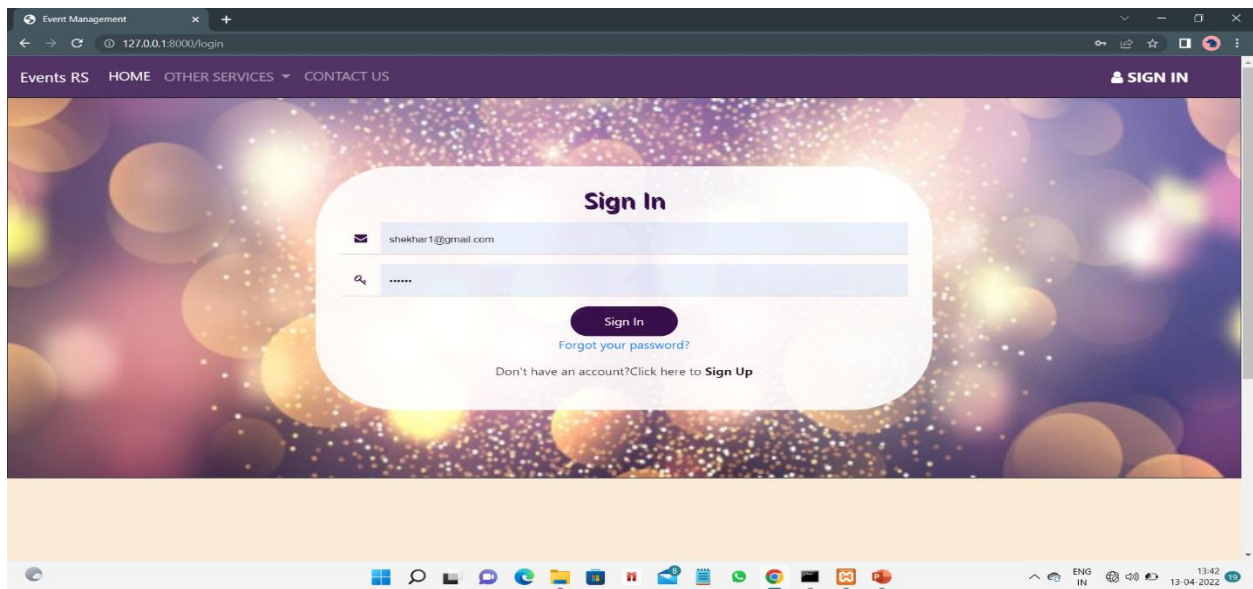 Event Management
127.0.0.1:8000/login
Events RS HOME OTHER SERVICES CONTACT US SIGN IN
Sign In
shekhar1@gmail.com
••••••
Sign In
Forgot your password?
Don't have an account?Click here to Sign Up
8
ENG 13:42
IN 13-04-2022 19